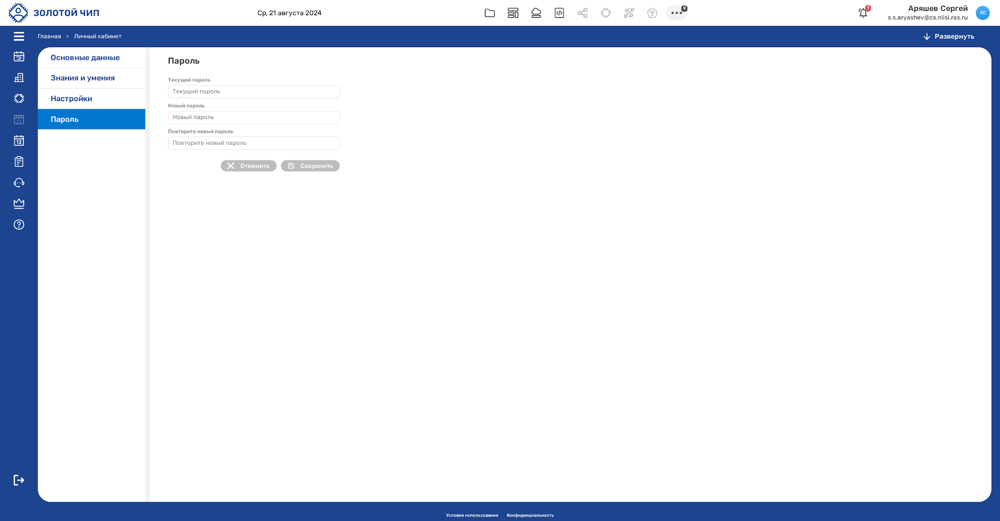 ЗОЛОТОЙ ЧИП
Ср, 21 августа 2024
9
1
Аряшев Сергей
s.s.aryashev@cs.niisi.ras.ru
АС
Главная > Личный кабинет
Развернуть
Основные данные
Знания и умения
Настройки
Пароль
12
Пароль
Текущий пароль
Текущий пароль
Новый пароль
Новый пароль
Повторите новый пароль
Повторите новый пароль
Отменить
Сохранить
Условия использования
Конфиденциальность